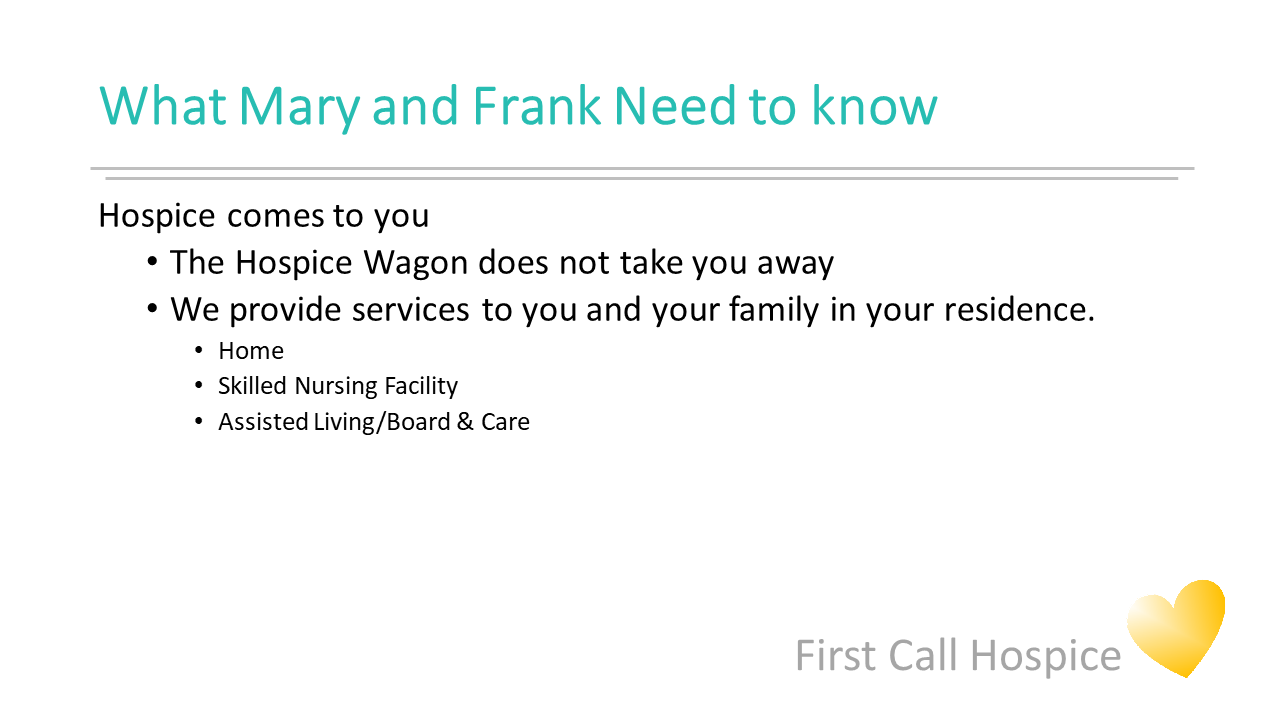 What Mary and Frank Need to know
Hospice comes to you
• The Hospice Wagon does not take you away
• We provide services to you and your family in your residence.
• Home
• Skilled Nursing Facility
• Assisted Living/Board & Care
First Call Hospice